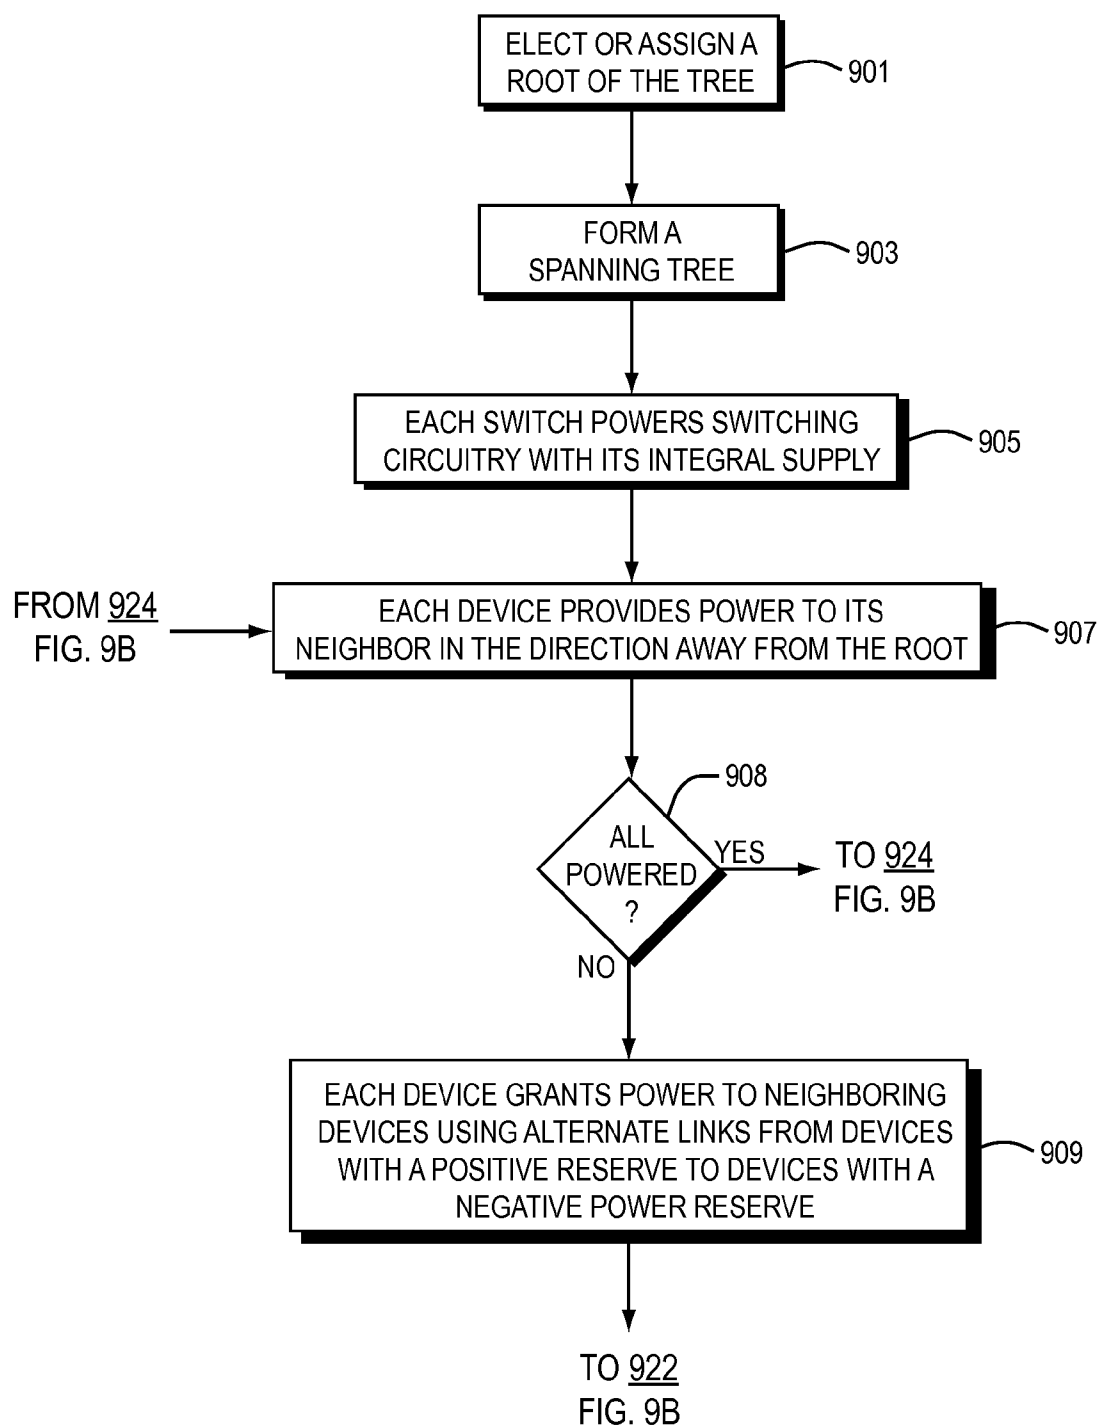 ELECT OR ASSIGN A
ROOT OF THE TREE
901
FORM A
SPANNING TREE
903
EACH SWITCH POWERS SWITCHING
CIRCUITRY WITH ITS INTEGRAL SUPPLY
905
FROM 924
FIG. 9B
EACH DEVICE PROVIDES POWER TO ITS
NEIGHBOR IN THE DIRECTION AWAY FROM THE ROOT
907
908
ALL
POWERED
?
YES
TO 924
FIG. 9B
NO
EACH DEVICE GRANTS POWER TO NEIGHBORING
DEVICES USING ALTERNATE LINKS FROM DEVICES
WITH A POSITIVE RESERVE TO DEVICES WITH A
NEGATIVE POWER RESERVE
909
TO 922
FIG. 9B